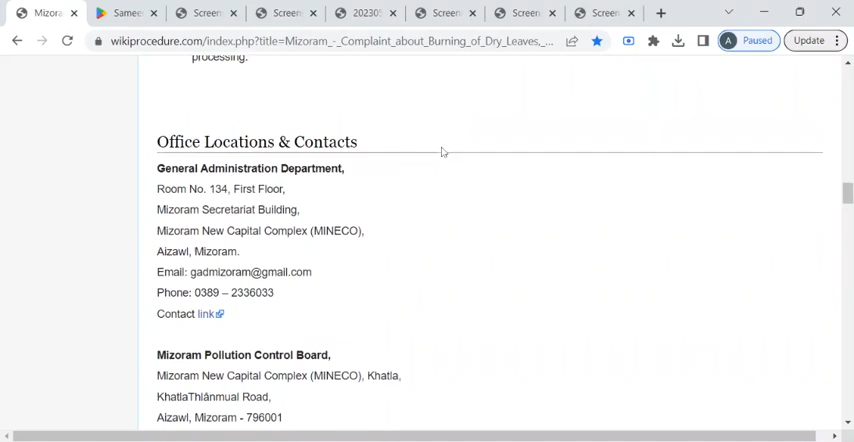 Mizora
Samee
Screen
Screen
202305
Screen
Screen
Screen
wikiprocedure.com/index.php?title=Mizoram_-_Complaint_about_Burning_of_Dry_Leaves,_...
A Paused
Update
processing.
Office Locations & Contacts
General Administration Department,
Room No. 134, First Floor,
Mizoram Secretariat Building,
Mizoram New Capital Complex (MINECO),
Aizawl, Mizoram.
Email: gadmizoram@gmail.com
Phone: 0389 – 2336033
Contact link
Mizoram Pollution Control Board,
Mizoram New Capital Complex (MINECO), Khatla,
KhatlaThlánmual Road,
Aizawl, Mizoram - 796001